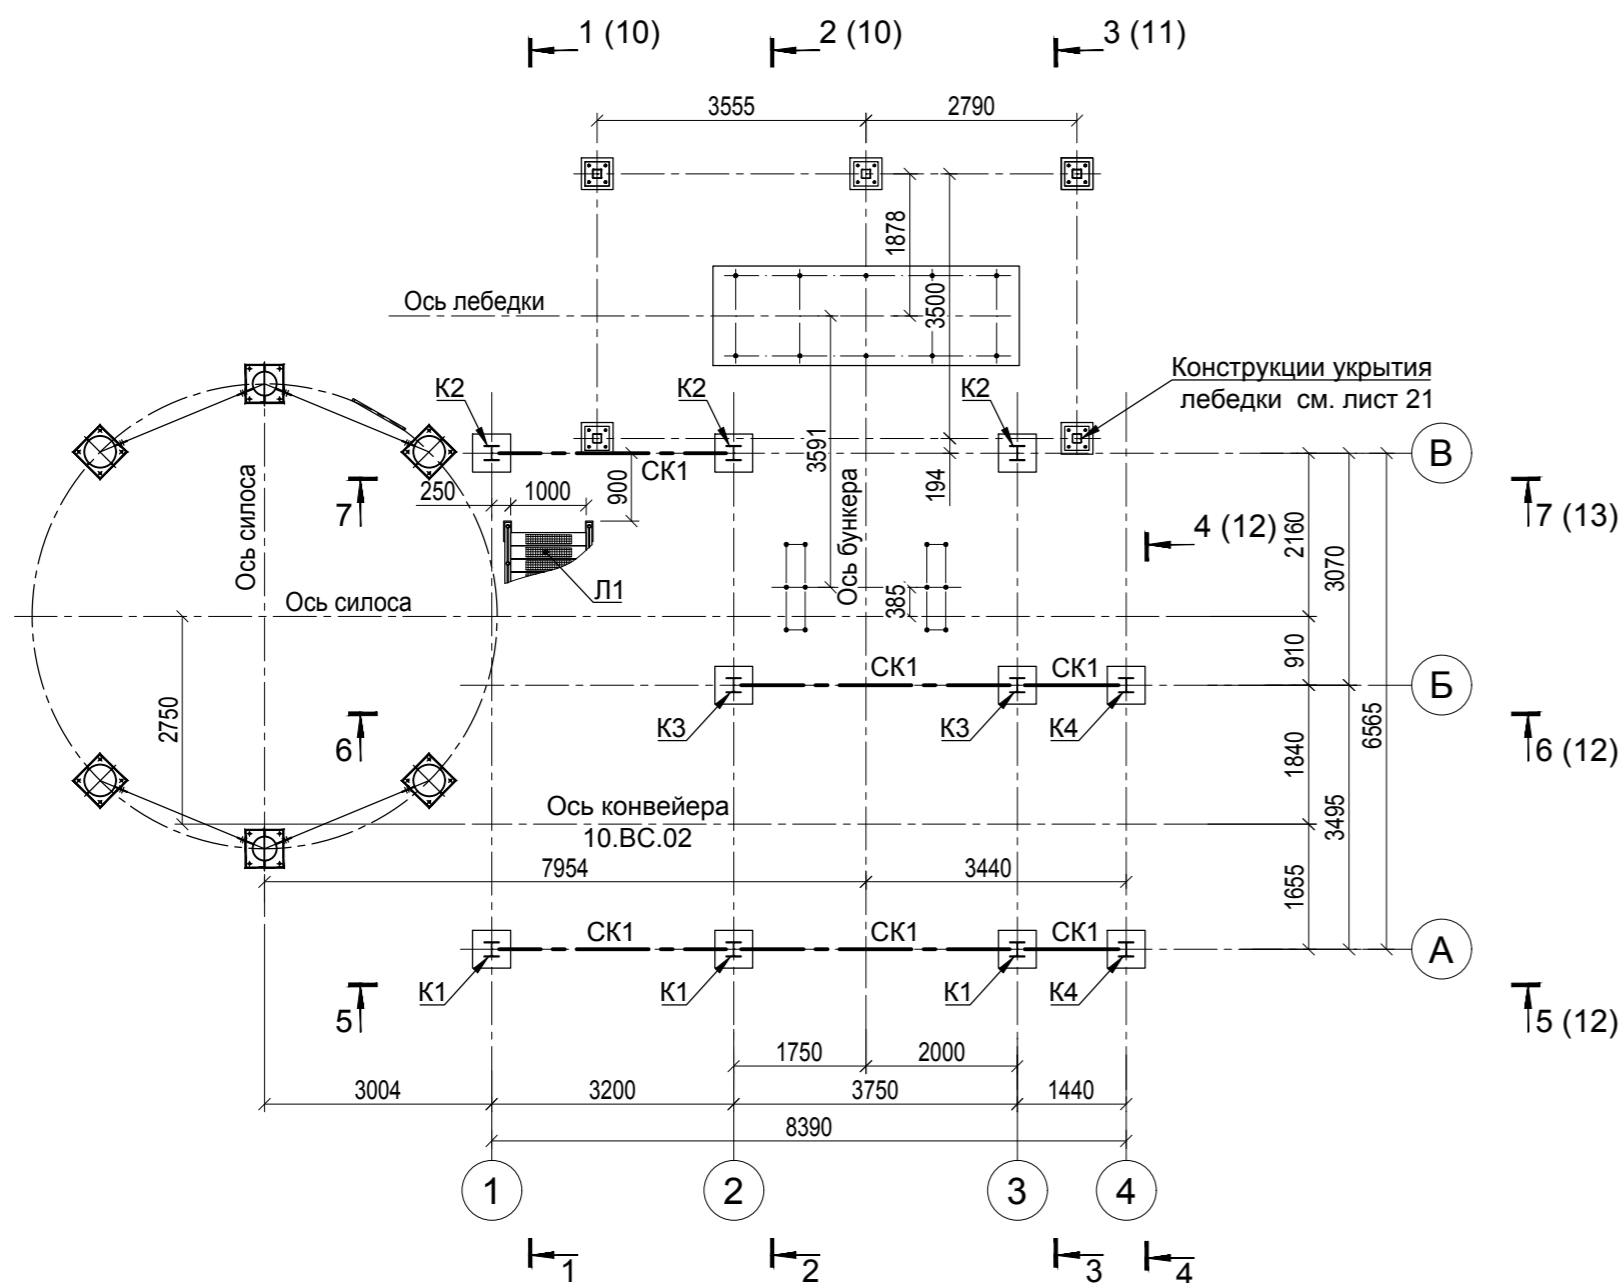 1 (10)
2 (10)
3 (11)
3555
2790
1878
3500
Ось лебедки
Конструкции укрытия
лебедки см. лист 21
К2
К2
К2
В
СК1
3591
194
900
250
1000
7
7 (13)
4 (12)
2160
3070
Ось силоса
Ось бункера
Л1
385
Ось силоса
910
СК1
СК1
Б
2750
К3
К3
К4
6
6 (12)
6565
1840
3495
Ось конвейера
10.ВС.02
7954
3440
1655
СК1
СК1
СК1
А
К1
К1
К1
К4
5
5 (12)
1750
2000
3004
3200
3750
1440
8390
1
2
3
4
1
2
3
4